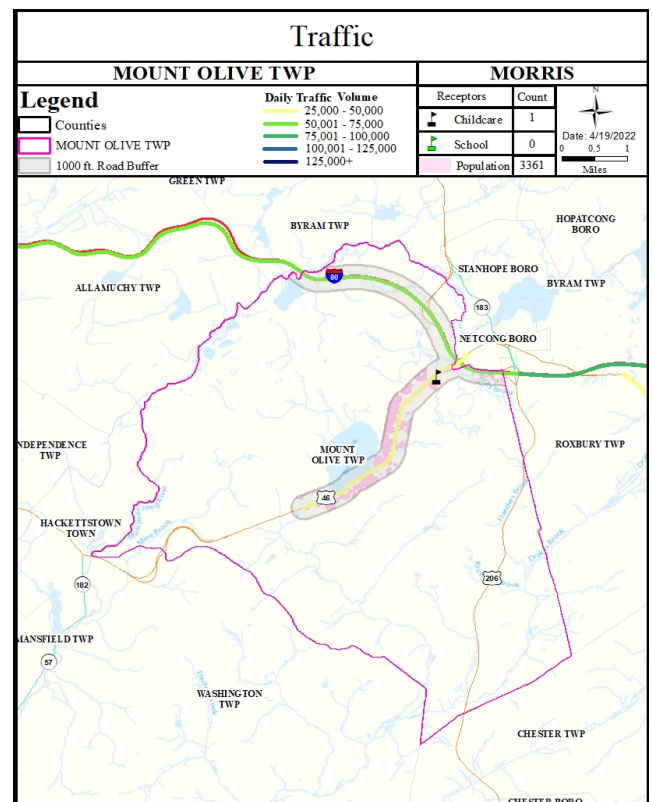 Traffic
MOUNT OLIVE TWP
MORRIS
Legend
Counties
MOUNT OLIVE TWP
1000 ft. Road Buffer
Daily Traffic Volume
25,000 - 50,000
50,001 - 75,000
75,001 - 100,000
100,001 - 125,000
125,000+
Receptors Count
Childcare 1
School 0
Population 3361
N
Date: 4/19/2022
0 0.5 1
Miles
GREEN TWP
BYRAM TWP
HOPATCONG
BORO
STANHOPE BORO
80
ALLAMUCHY TWP
BYRAM TWP
183
NETCONG BORO
NDEPENDENCE
TWP
MOUNT
OLIVE TWP
ROXBURY TWP
46
HACKETTSTOWN
TOWN
Mine Brook
Drakes Brook
206
182
MANSFIELD TWP
57
WASHINGTON
TWP
CHESTER TWP
CHESTER BORO